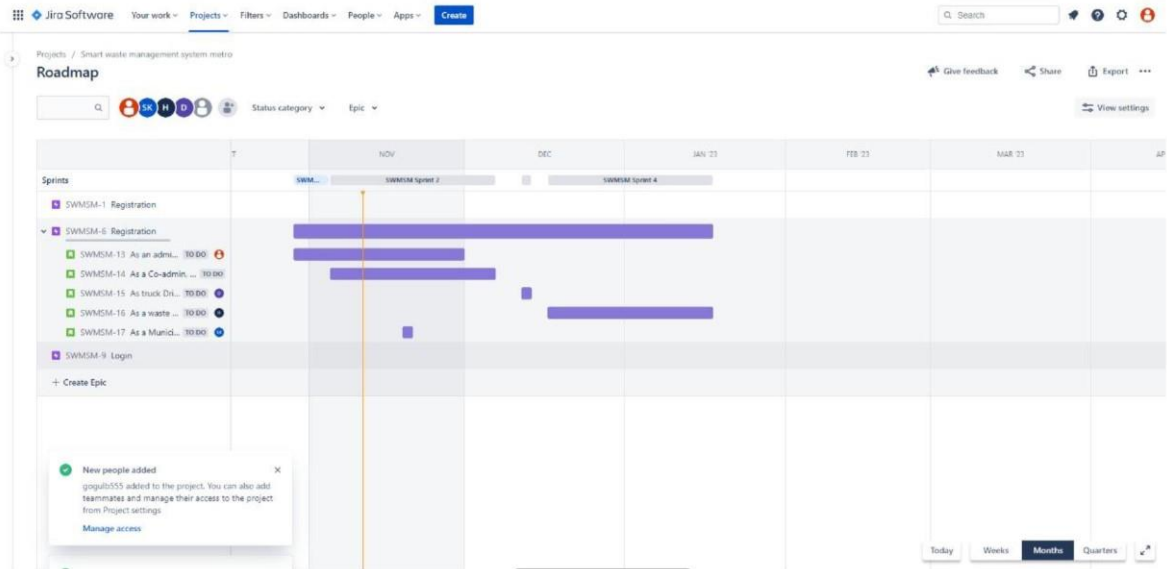 Jira Software Your work Projects Filters Dashboards People Apps Create Search
Projects / Smart waste management system metro
Roadmap
Give feedback Share Export
SK H D Status category Epic View settings
T NOV DEC JAN '23 FEB '23 MAR '23 AP
Sprints SWM... SWMSM Sprint 2 SWMSM Sprint 4
SWMSM-1 Registration
SWMSM-6 Registration
SWMSM-13 As an admi... TO DO
SWMSM-14 As a Co-admin. ... TO DO
SWMSM-15 As truck Dri... TO DO
SWMSM-16 As a waste ... TO DO
SWMSM-17 As a Munici... TO DO
SWMSM-9 Login
+ Create Epic
New people added
gogulb555 added to the project. You can also add
teammates and manage their access to the project
from Project settings
Manage access
Today Weeks Months Quarters